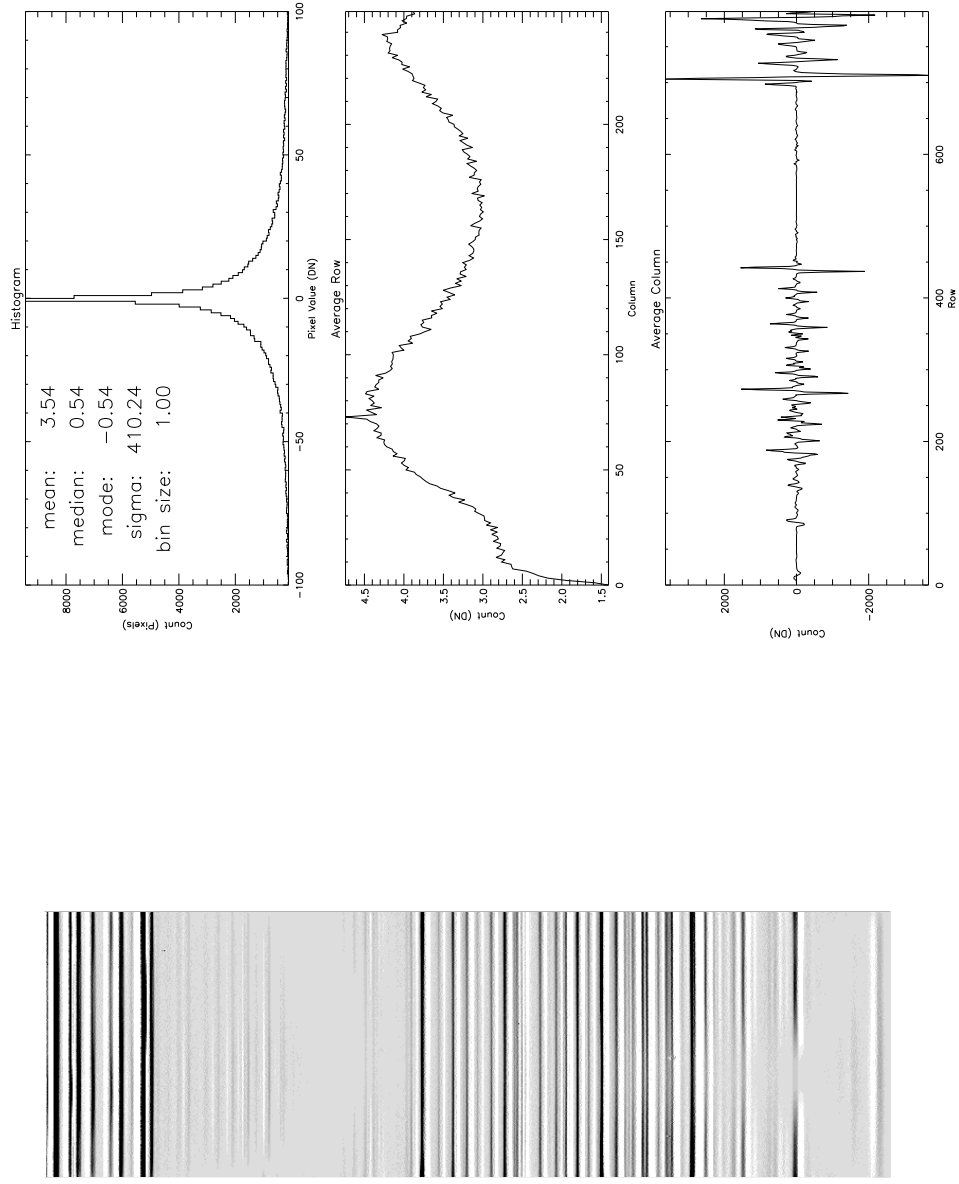 Histogram
mean: 3.54
median: 0.54
mode: −0.54
sigma: 410.24
bin size: 1.00
Count (Pixels)
8000
6000
4000
2000
−100
−50
0
50
100
Pixel Value (DN)
Average Row
Count (DN)
4.5
4.0
3.5
3.0
2.5
2.0
1.5
0
50
100
150
200
Column
Average Column
Count (DN)
2000
0
−2000
0
200
400
600
Row